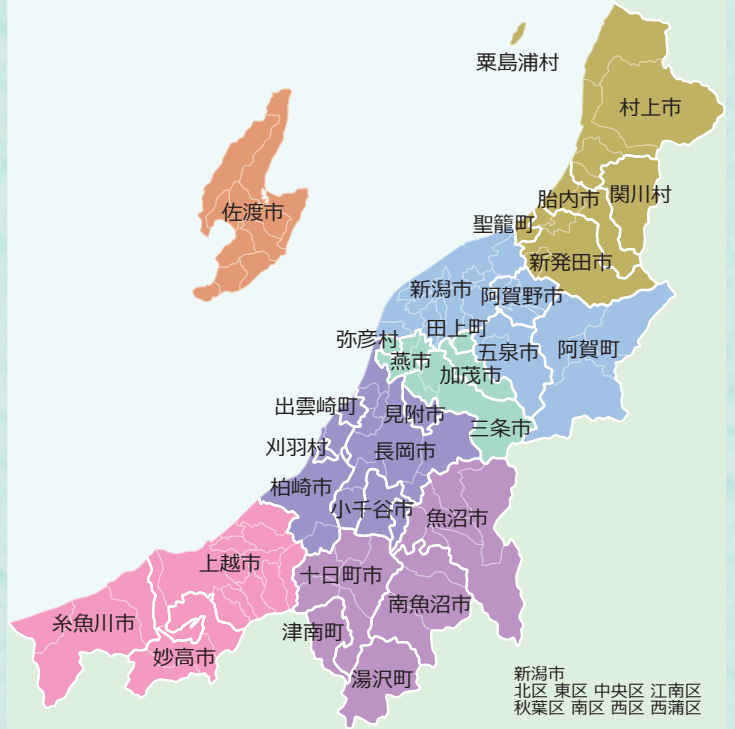 粟島浦村
村上市
関川村
胎内市
佐渡市
聖籠町
新発田市
新潟市
阿賀野市
田上町
弥彦村
五泉市
阿賀町
燕市
加茂市
出雲崎町
見附市
三条市
刈羽村
長岡市
柏崎市
小千谷市
魚沼市
上越市
十日町市
南魚沼市
糸魚川市
津南町
妙高市
湯沢町
新潟市
北区 東区 中央区 江南区
秋葉区 南区 西区 西蒲区